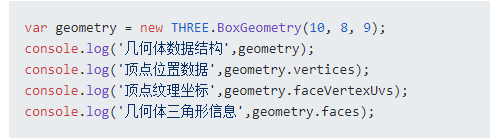 var geometry = new THREE.BoxGeometry(10, 8, 9);
console.log('几何体数据结构',geometry);
console.log('顶点位置数据',geometry.vertices);
console.log('顶点纹理坐标',geometry.faceVertexUvs);
console.log('几何体三角形信息',geometry.faces);